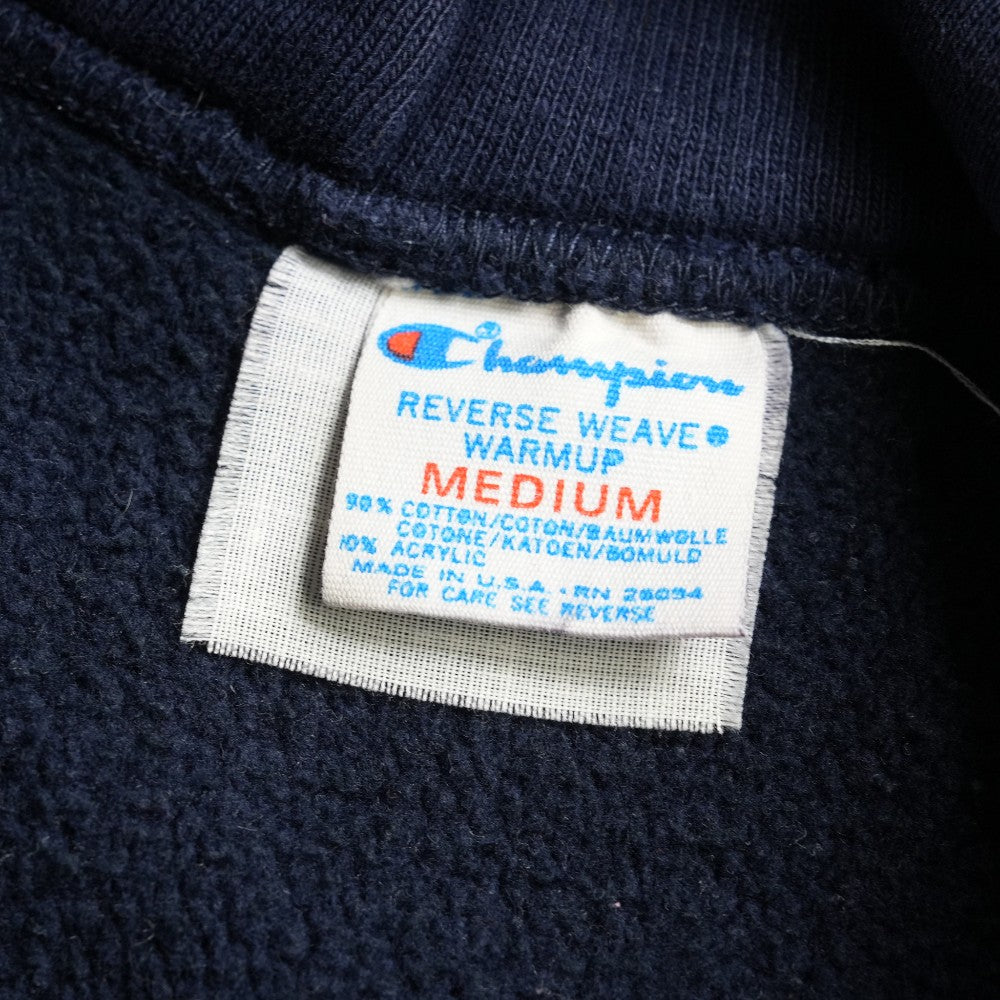 Champion®
REVERSE WEAVE®
WARMUP
MEDIUM
90% COTTON/COTON/BAUMWOLLE
COTONE/KATOEN/BOMULD
10% ACRYLIC
MADE IN U.S.A. • RN 26094
FOR CARE SEE REVERSE